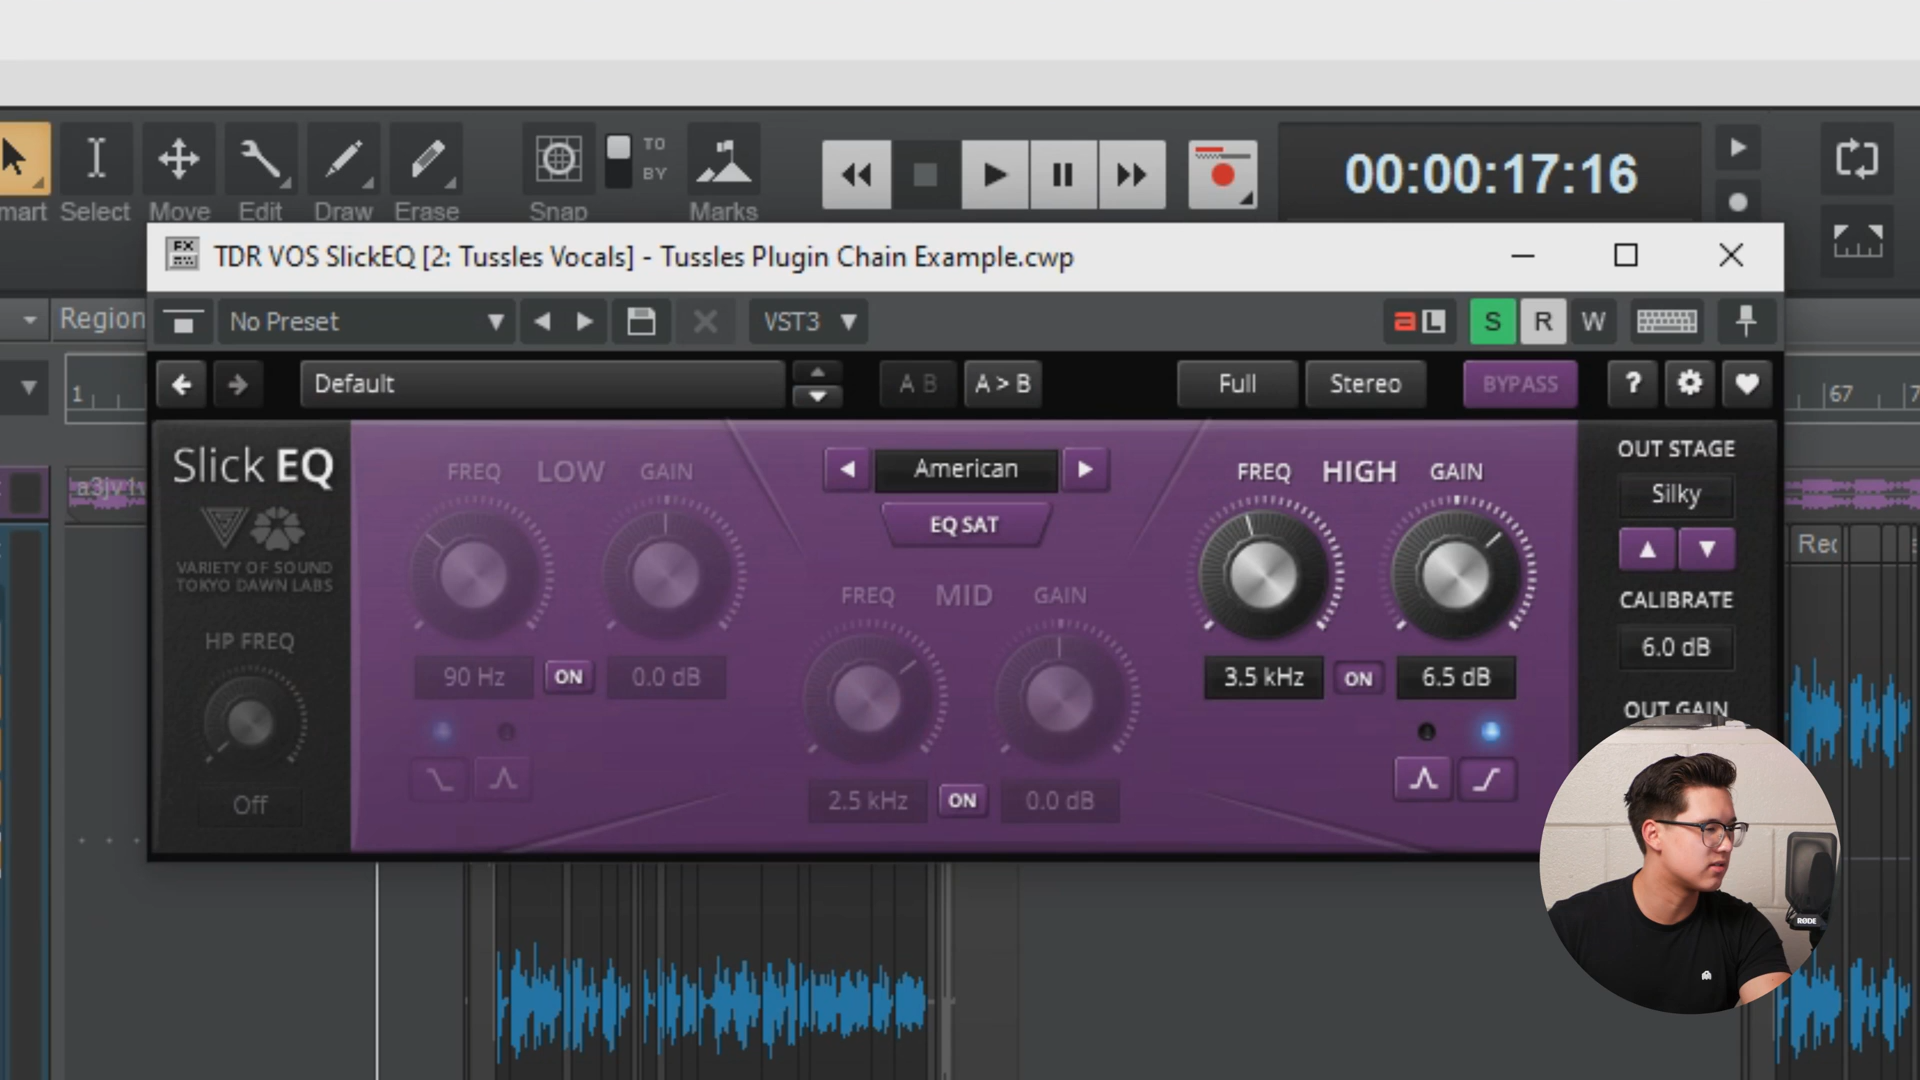 TO
BY
00:00:17:16
mart Select Move Edit Draw Erase Snap Marks
TDR VOS SlickEQ [2: Tussles Vocals] - Tussles Plugin Chain Example.cwp
Region
No Preset VST3 a L S R W
1
67
Default A B A > B Full Stereo BYPASS ?
Slick EQ
VARIETY OF SOUND
TOKYO DAWN LABS
HP FREQ
Off
FREQ LOW GAIN
90 Hz ON 0.0 dB
American
EQ SAT
FREQ MID GAIN
2.5 kHz ON 0.0 dB
FREQ HIGH GAIN
3.5 kHz ON 6.5 dB
OUT STAGE
Silky
CALIBRATE
6.0 dB
OUT GAIN
Rec
RØDE